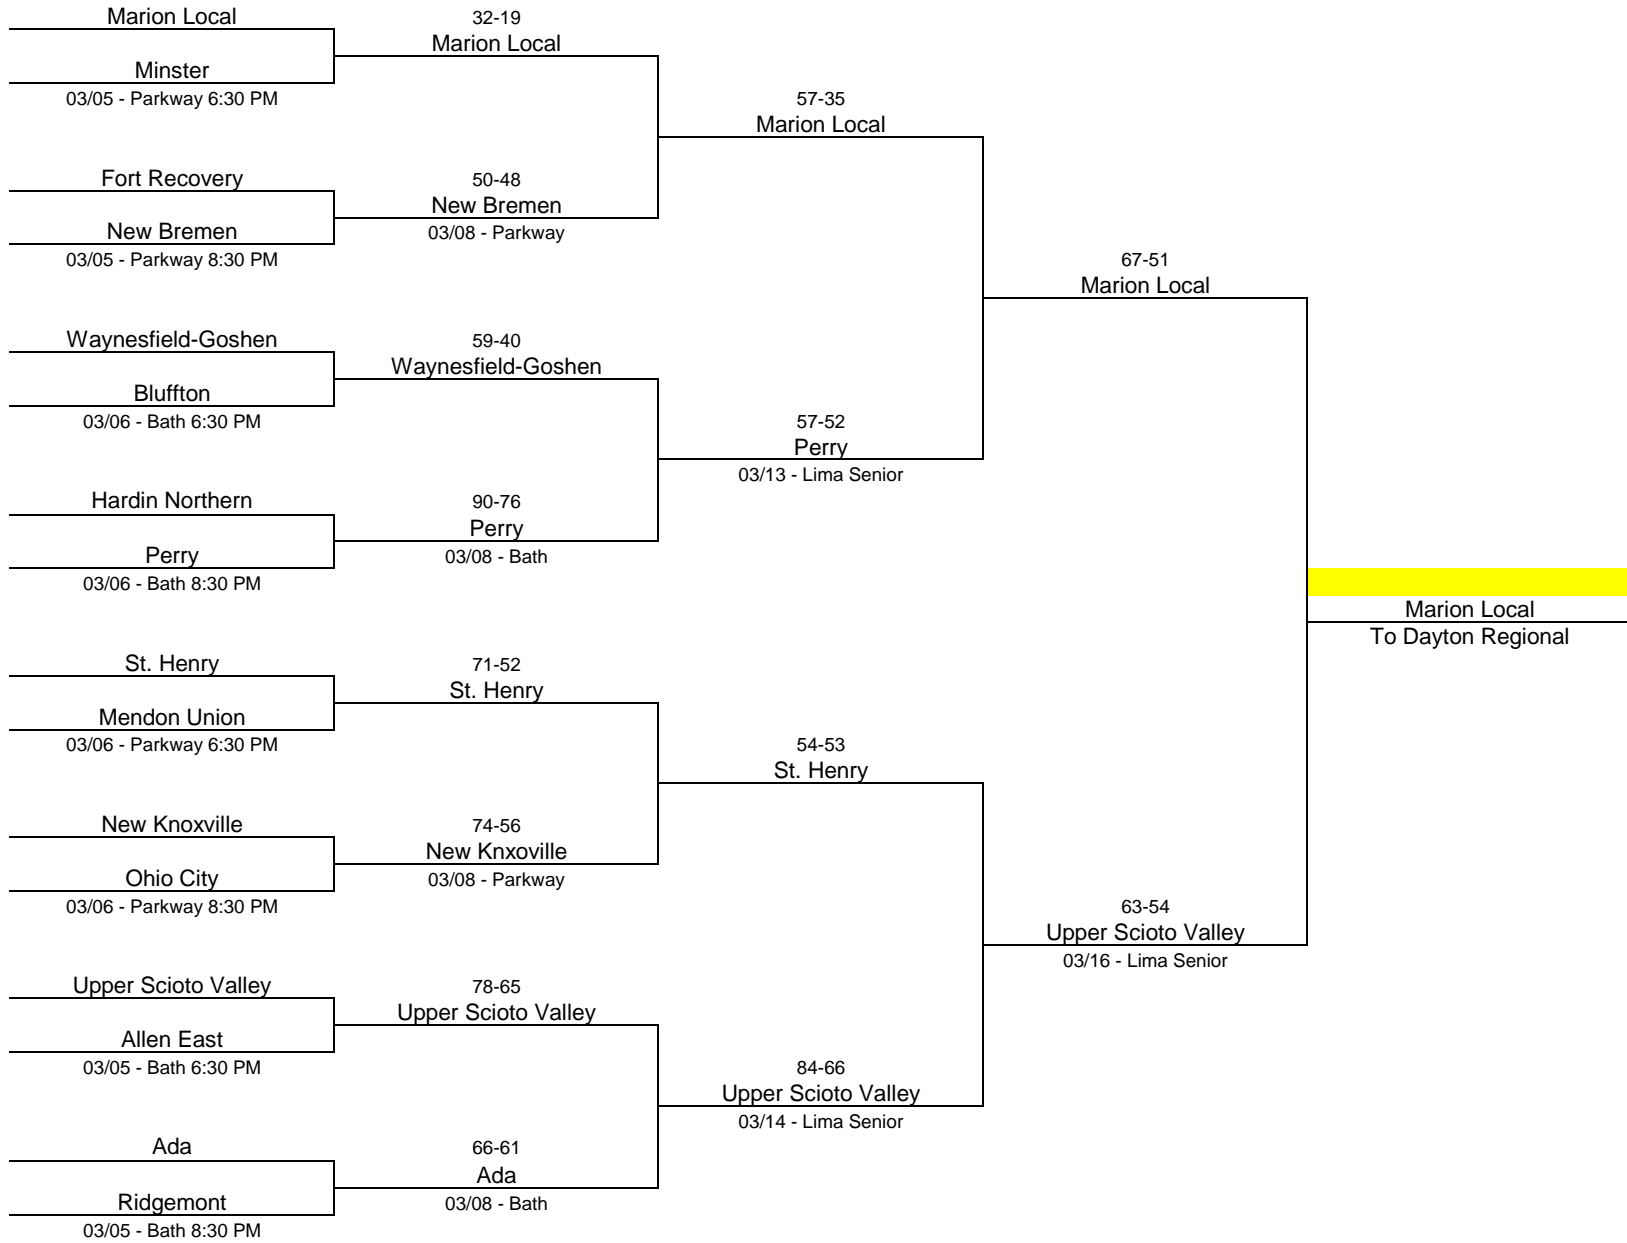 Marion Local
Minster
03/05 - Parkway 6:30 PM
Fort Recovery
New Bremen
03/05 - Parkway 8:30 PM
Waynesfield-Goshen
Bluffton
03/06 - Bath 6:30 PM
Hardin Northern
Perry
03/06 - Bath 8:30 PM
St. Henry
Mendon Union
03/06 - Parkway 6:30 PM
New Knoxville
Ohio City
03/06 - Parkway 8:30 PM
Upper Scioto Valley
Allen East
03/05 - Bath 6:30 PM
Ada
Ridgemont
03/05 - Bath 8:30 PM
32-19
Marion Local
50-48
New Bremen
03/08 - Parkway
59-40
Waynesfield-Goshen
90-76
Perry
03/08 - Bath
71-52
St. Henry
74-56
New Knxoville
03/08 - Parkway
78-65
Upper Scioto Valley
66-61
Ada
03/08 - Bath
57-35
Marion Local
57-52
Perry
03/13 - Lima Senior
54-53
St. Henry
84-66
Upper Scioto Valley
03/14 - Lima Senior
67-51
Marion Local
63-54
Upper Scioto Valley
03/16 - Lima Senior
Marion Local
To Dayton Regional